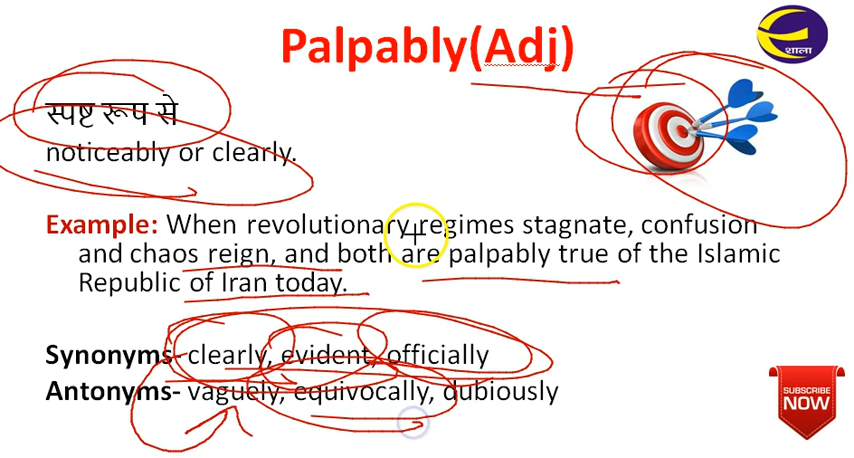 Palpably(Adj)
शाला
स्पष्ट रूप से
noticeably or clearly.
Example: When revolutionary regimes stagnate, confusion
and chaos reign, and both are palpably true of the Islamic
Republic of Iran today.
Synonyms- clearly, evident, officially
Antonyms- vaguely, equivocally, dubiously
SUBSCRIBE
NOW